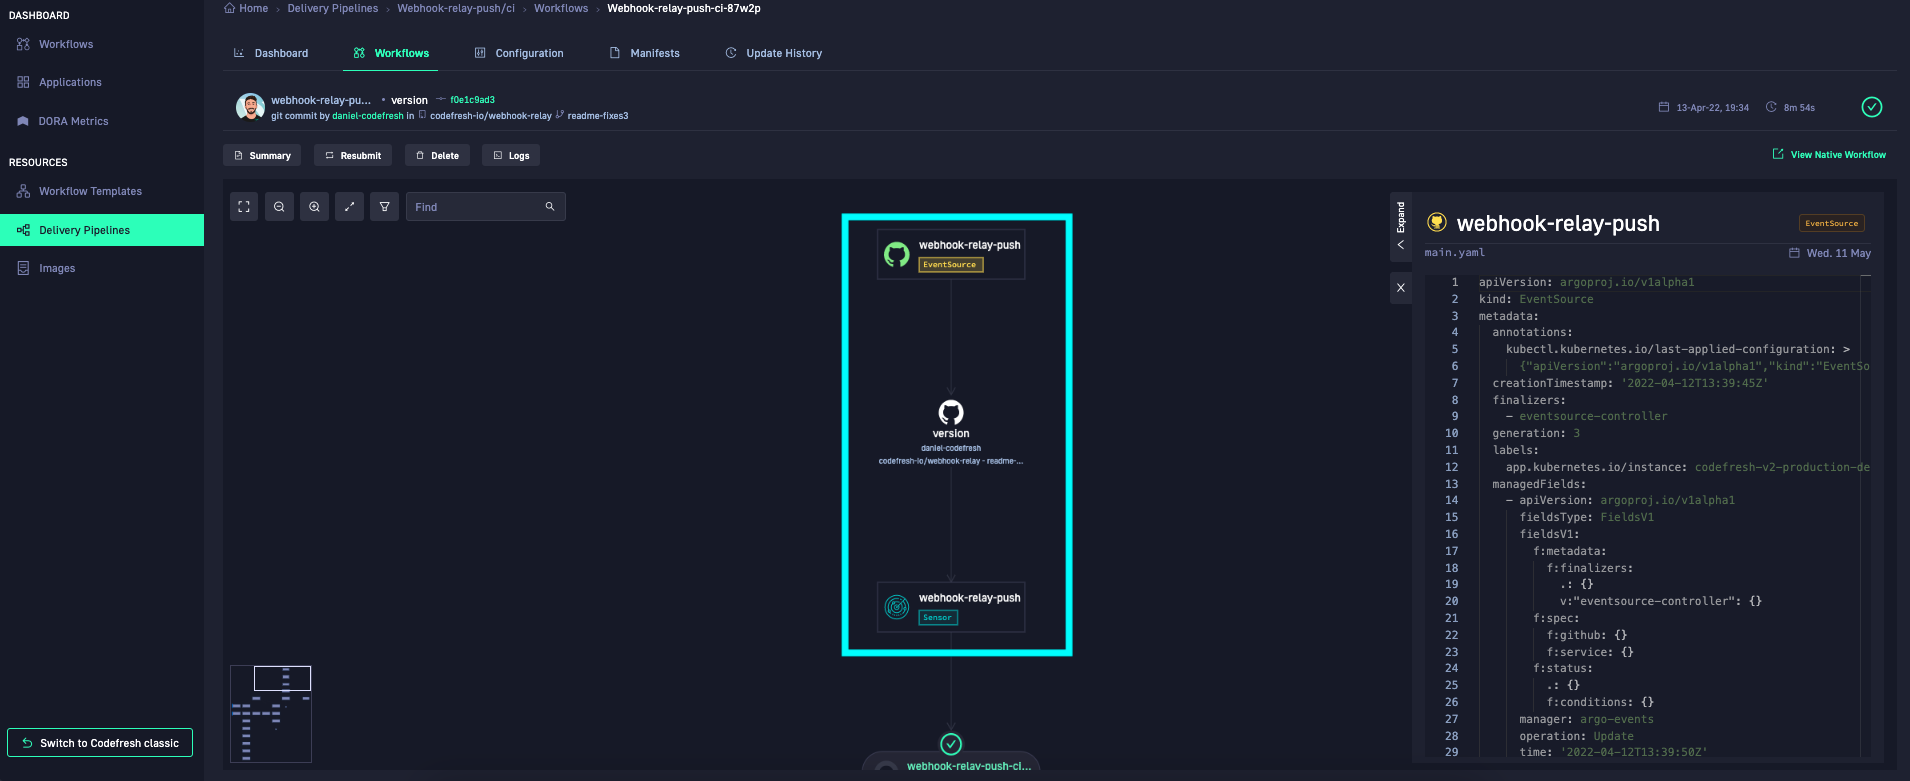 DASHBOARD
Workflows
Applications
DORA Metrics
RESOURCES
Workflow Templates
Delivery Pipelines
Images
Switch to Codefresh classic
Home › Delivery Pipelines › Webhook-relay-push/ci › Workflows › Webhook-relay-push-ci-87w2p
Dashboard Workflows Configuration Manifests Update History
webhook-relay-pu... • version f0e1c9ad3
git commit by daniel-codefresh in codefresh-io/webhook-relay readme-fixes3
13-Apr-22, 19:34 8m 54s
Summary Resubmit Delete Logs
View Native Workflow
Find
webhook-relay-push
EventSource
version
daniel-codefresh
codefresh-io/webhook-relay - readme-...
webhook-relay-push
Sensor
webhook-relay-push-ci...
Expand
X
webhook-relay-push EventSource
main.yaml Wed. 11 May
1 apiVersion: argoproj.io/v1alpha1
2 kind: EventSource
3 metadata:
4 annotations:
5 kubectl.kubernetes.io/last-applied-configuration: >
6 {"apiVersion":"argoproj.io/v1alpha1","kind":"EventSo
7 creationTimestamp: '2022-04-12T13:39:45Z'
8 finalizers:
9 - eventsource-controller
10 generation: 3
11 labels:
12 app.kubernetes.io/instance: codefresh-v2-production-de
13 managedFields:
14 - apiVersion: argoproj.io/v1alpha1
15 fieldsType: FieldsV1
16 fieldsV1:
17 f:metadata:
18 f:finalizers:
19 .: {}
20 v:"eventsource-controller": {}
21 f:spec:
22 f:github: {}
23 f:service: {}
24 f:status:
25 .: {}
26 f:conditions: {}
27 manager: argo-events
28 operation: Update
29 time: '2022-04-12T13:39:50Z'